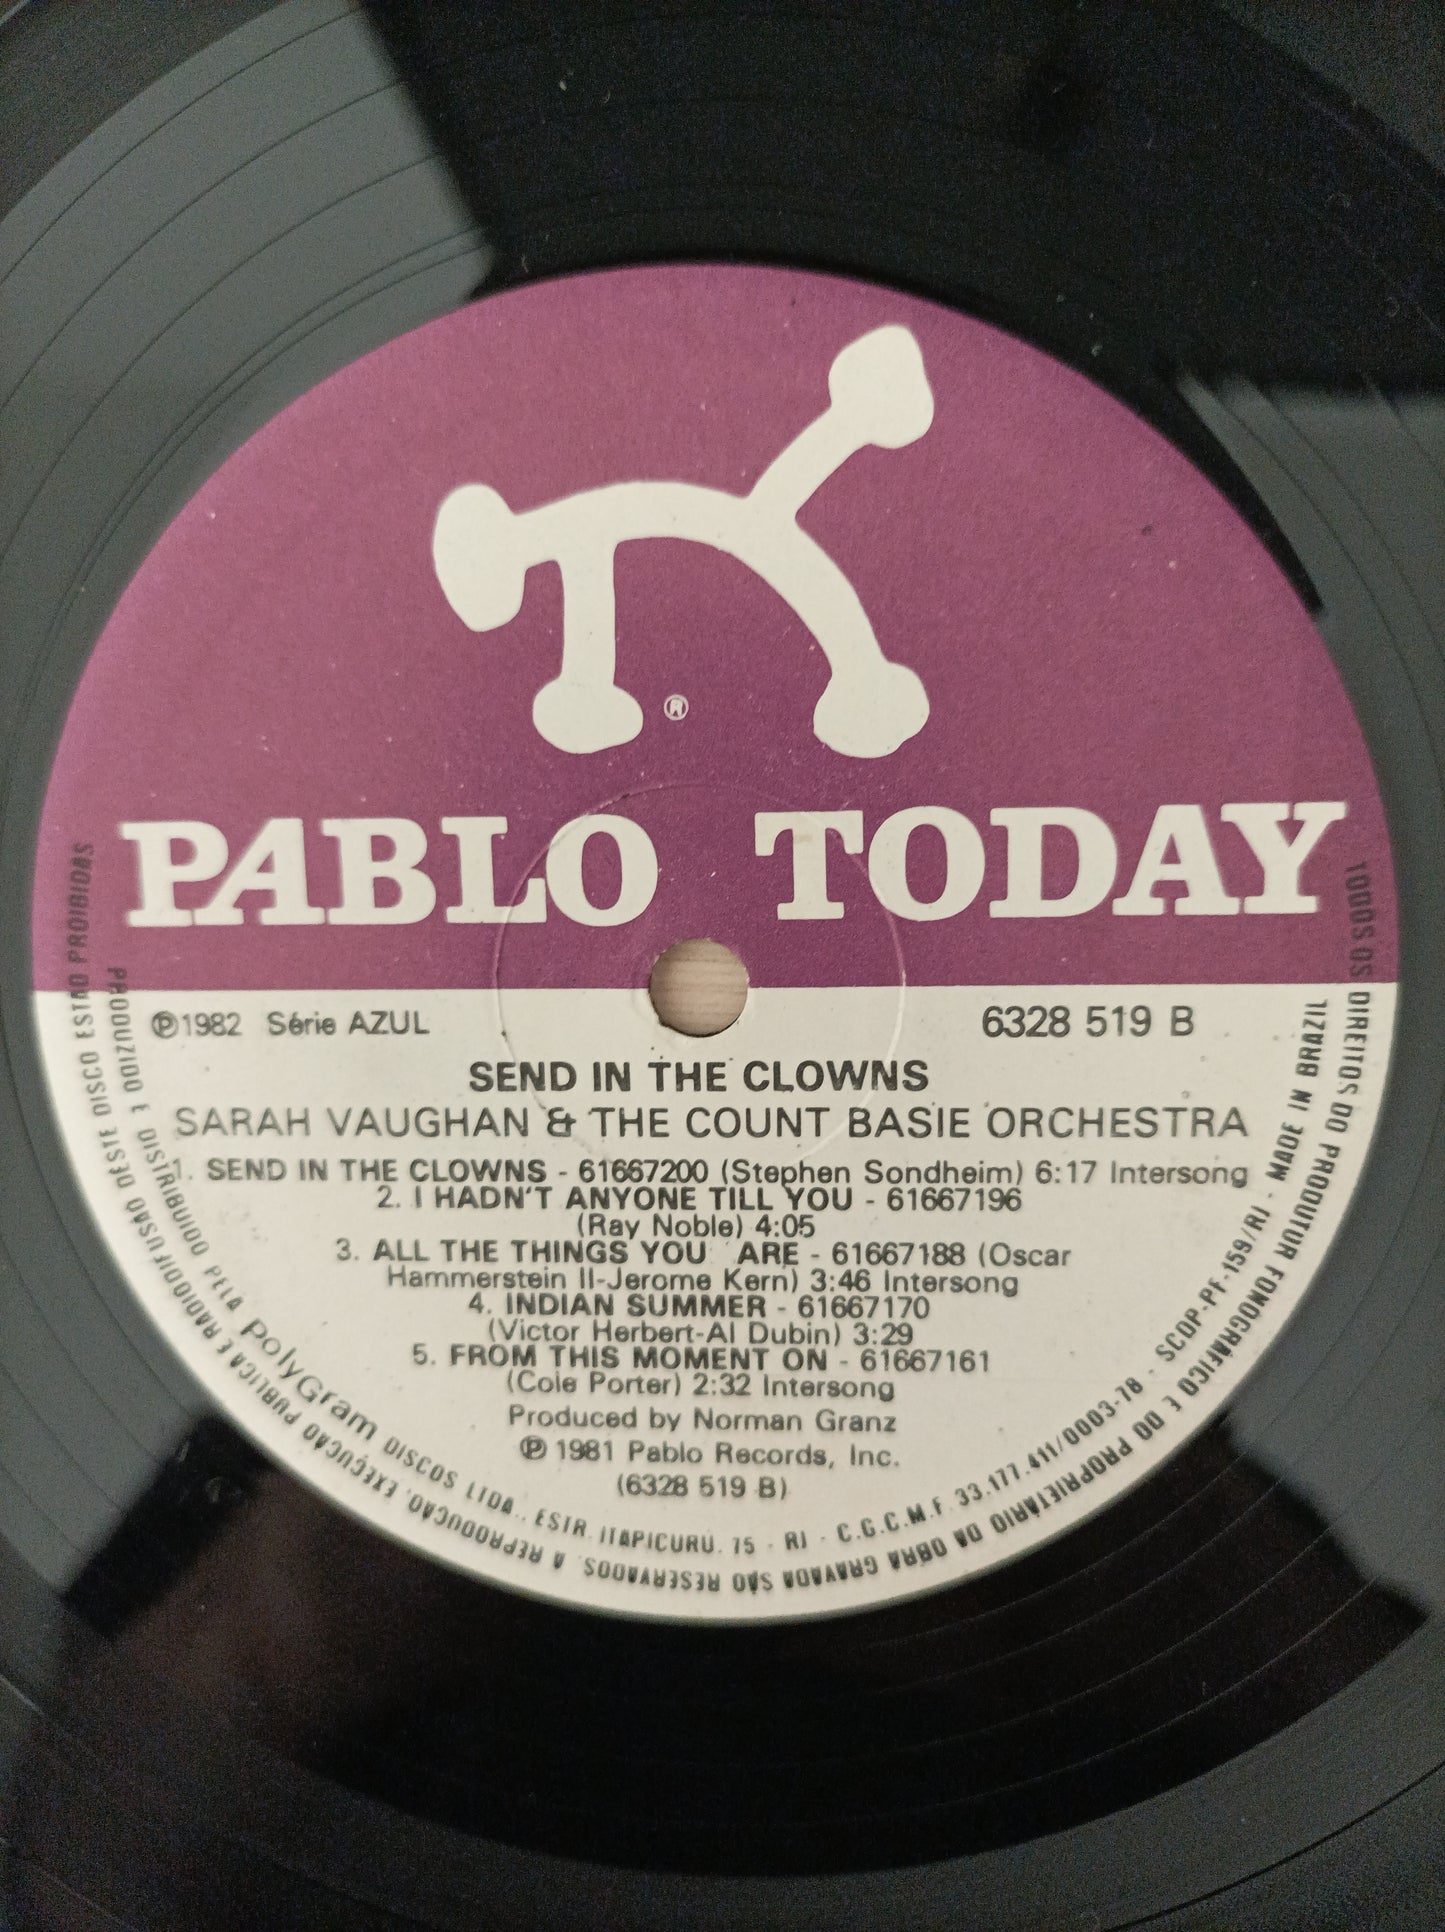 ®
PABLO TODAY
℗1982 Série AZUL
6328 519 B
SEND IN THE CLOWNS
SARAH VAUGHAN & THE COUNT BASIE ORCHESTRA
1. SEND IN THE CLOWNS - 61667200 (Stephen Sondheim) 6:17 Intersong
2. I HADN'T ANYONE TILL YOU - 61667196
(Ray Noble) 4:05
3. ALL THE THINGS YOU ARE - 61667188 (Oscar
Hammerstein II-Jerome Kern) 3:46 Intersong
4. INDIAN SUMMER - 61667170
(Victor Herbert-Al Dubin) 3:29
5. FROM THIS MOMENT ON - 61667161
(Cole Porter) 2:32 Intersong
Produced by Norman Granz
℗ 1981 Pablo Records, Inc.
(6328 519 B)
PRODUZIDO E DISTRIBUIDO PELA PolyGram DISCOS LTDA., ESTR. ITAPICURU, 75 - RJ - C.G.C.M.F. 33.177.411/0003-78 - SCDP-PF-159/RJ - MADE IN BRAZIL
TODOS OS DIREITOS DO PRODUTOR FONOGRÁFICO E DO PROPRIETÁRIO DA OBRA GRAVADA SÃO RESERVADOS. A REPRODUÇÃO, EXECUÇÃO PÚBLICA E RADIODIFUSÃO DESTE DISCO ESTÃO PROIBIDAS